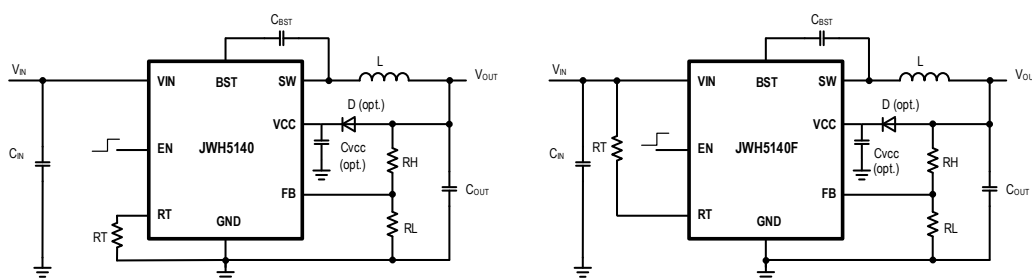 CBST
L
VIN
VOUT
VIN
SW
BST
D (opt.)
VCC
CIN
Cvcc
(opt.)
RH
EN
JWH5140
COUT
FB
RT
GND
RT
RL
CBST
L
VIN
VOU
VIN
SW
BST
D (opt.)
VCC
CIN
RT
Cvcc
(opt.)
RH
EN
JWH5140F
COUT
FB
RT
GND
RL